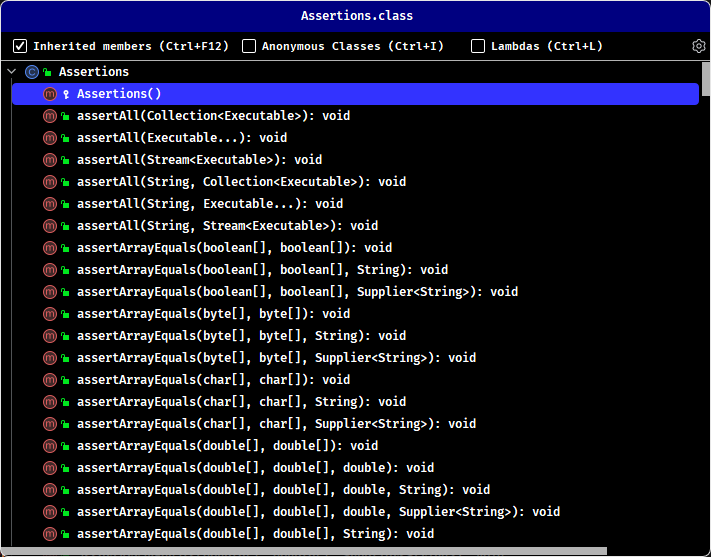 Assertions.class
Inherited members (Ctrl+F12) Anonymous Classes (Ctrl+I) Lambdas (Ctrl+L)
C Assertions
m Assertions()
m assertAll(Collection<Executable>): void
m assertAll(Executable...): void
m assertAll(Stream<Executable>): void
m assertAll(String, Collection<Executable>): void
m assertAll(String, Executable...): void
m assertAll(String, Stream<Executable>): void
m assertArrayEquals(boolean[], boolean[]): void
m assertArrayEquals(boolean[], boolean[], String): void
m assertArrayEquals(boolean[], boolean[], Supplier<String>): void
m assertArrayEquals(byte[], byte[]): void
m assertArrayEquals(byte[], byte[], String): void
m assertArrayEquals(byte[], byte[], Supplier<String>): void
m assertArrayEquals(char[], char[]): void
m assertArrayEquals(char[], char[], String): void
m assertArrayEquals(char[], char[], Supplier<String>): void
m assertArrayEquals(double[], double[]): void
m assertArrayEquals(double[], double[], double): void
m assertArrayEquals(double[], double[], double, String): void
m assertArrayEquals(double[], double[], double, Supplier<String>): void
m assertArrayEquals(double[], double[], String): void